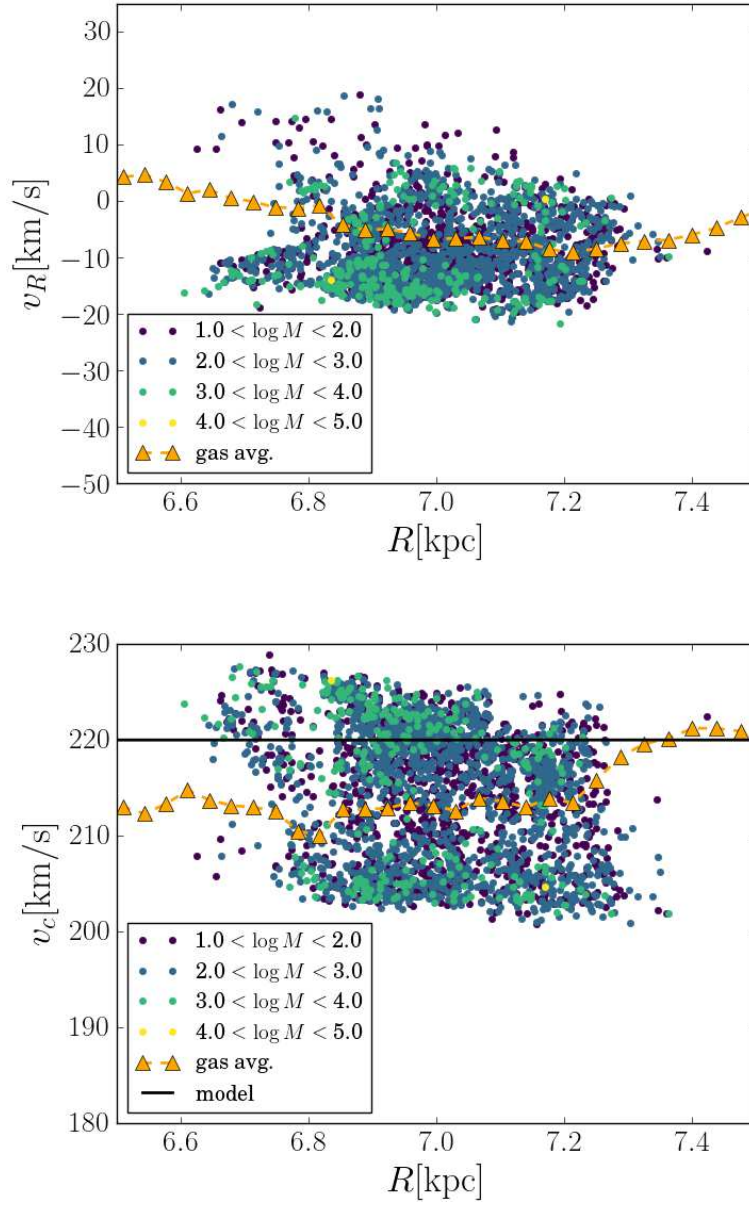 30
20
10
0
−10
−20
−30
−40
−50
v_R[km/s]
1.0 < log M < 2.0
2.0 < log M < 3.0
3.0 < log M < 4.0
4.0 < log M < 5.0
gas avg.
6.6 6.8 7.0 7.2 7.4
R[kpc]
230
220
210
200
190
180
v_c[km/s]
1.0 < log M < 2.0
2.0 < log M < 3.0
3.0 < log M < 4.0
4.0 < log M < 5.0
gas avg.
model
6.6 6.8 7.0 7.2 7.4
R[kpc]